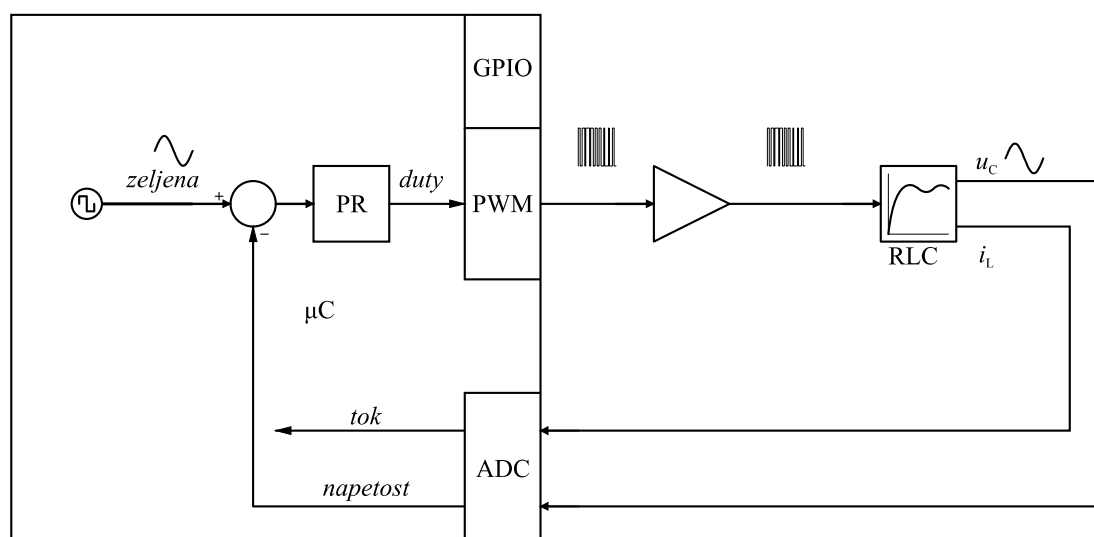 GPIO
zeljena
+
−
PR
duty
PWM
u_C
i_L
RLC
μC
tok
ADC
napetost